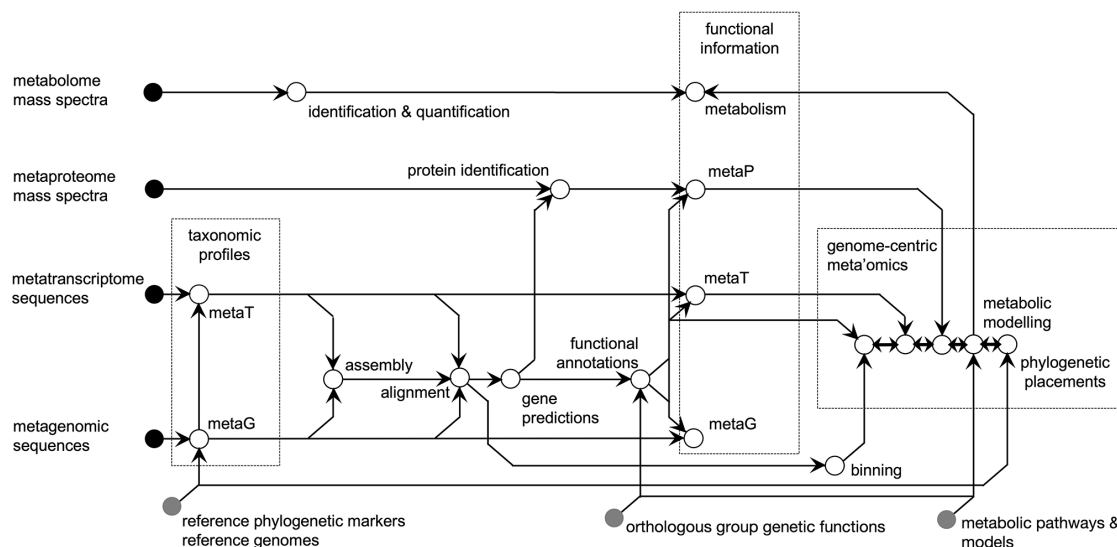 functional
information
metabolome
mass spectra
identification & quantification
metabolism
metaproteome
mass spectra
protein identification
metaP
taxonomic
profiles
genome-centric
meta'omics
metatranscriptome
sequences
metaT
metaT
metabolic
modelling
functional
annotations
assembly
alignment
phylogenetic
placements
gene
predictions
metagenomic
sequences
metaG
metaG
binning
reference phylogenetic markers
reference genomes
orthologous group genetic functions
metabolic pathways &
models